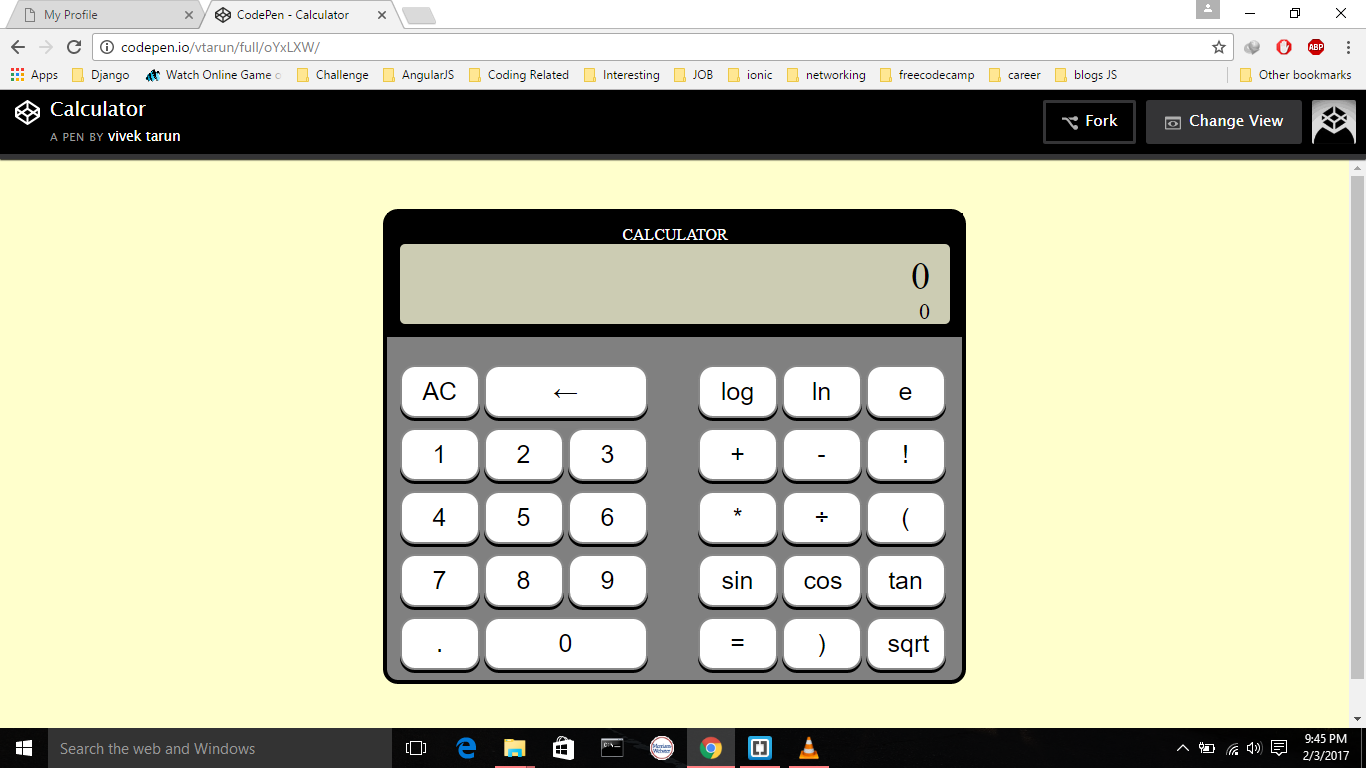 My Profile
CodePen - Calculator
codepen.io/vtarun/full/oYxLXW/
ABP
Apps Django Watch Online Game o Challenge AngularJS Coding Related Interesting JOB ionic networking freecodecamp career blogs JS Other bookmarks
Calculator
A PEN BY vivek tarun
Fork
Change View
CALCULATOR
0
0
AC ← log ln e
1 2 3 + - !
4 5 6 * ÷ (
7 8 9 sin cos tan
. 0 = ) sqrt
Search the web and Windows
9:45 PM
2/3/2017